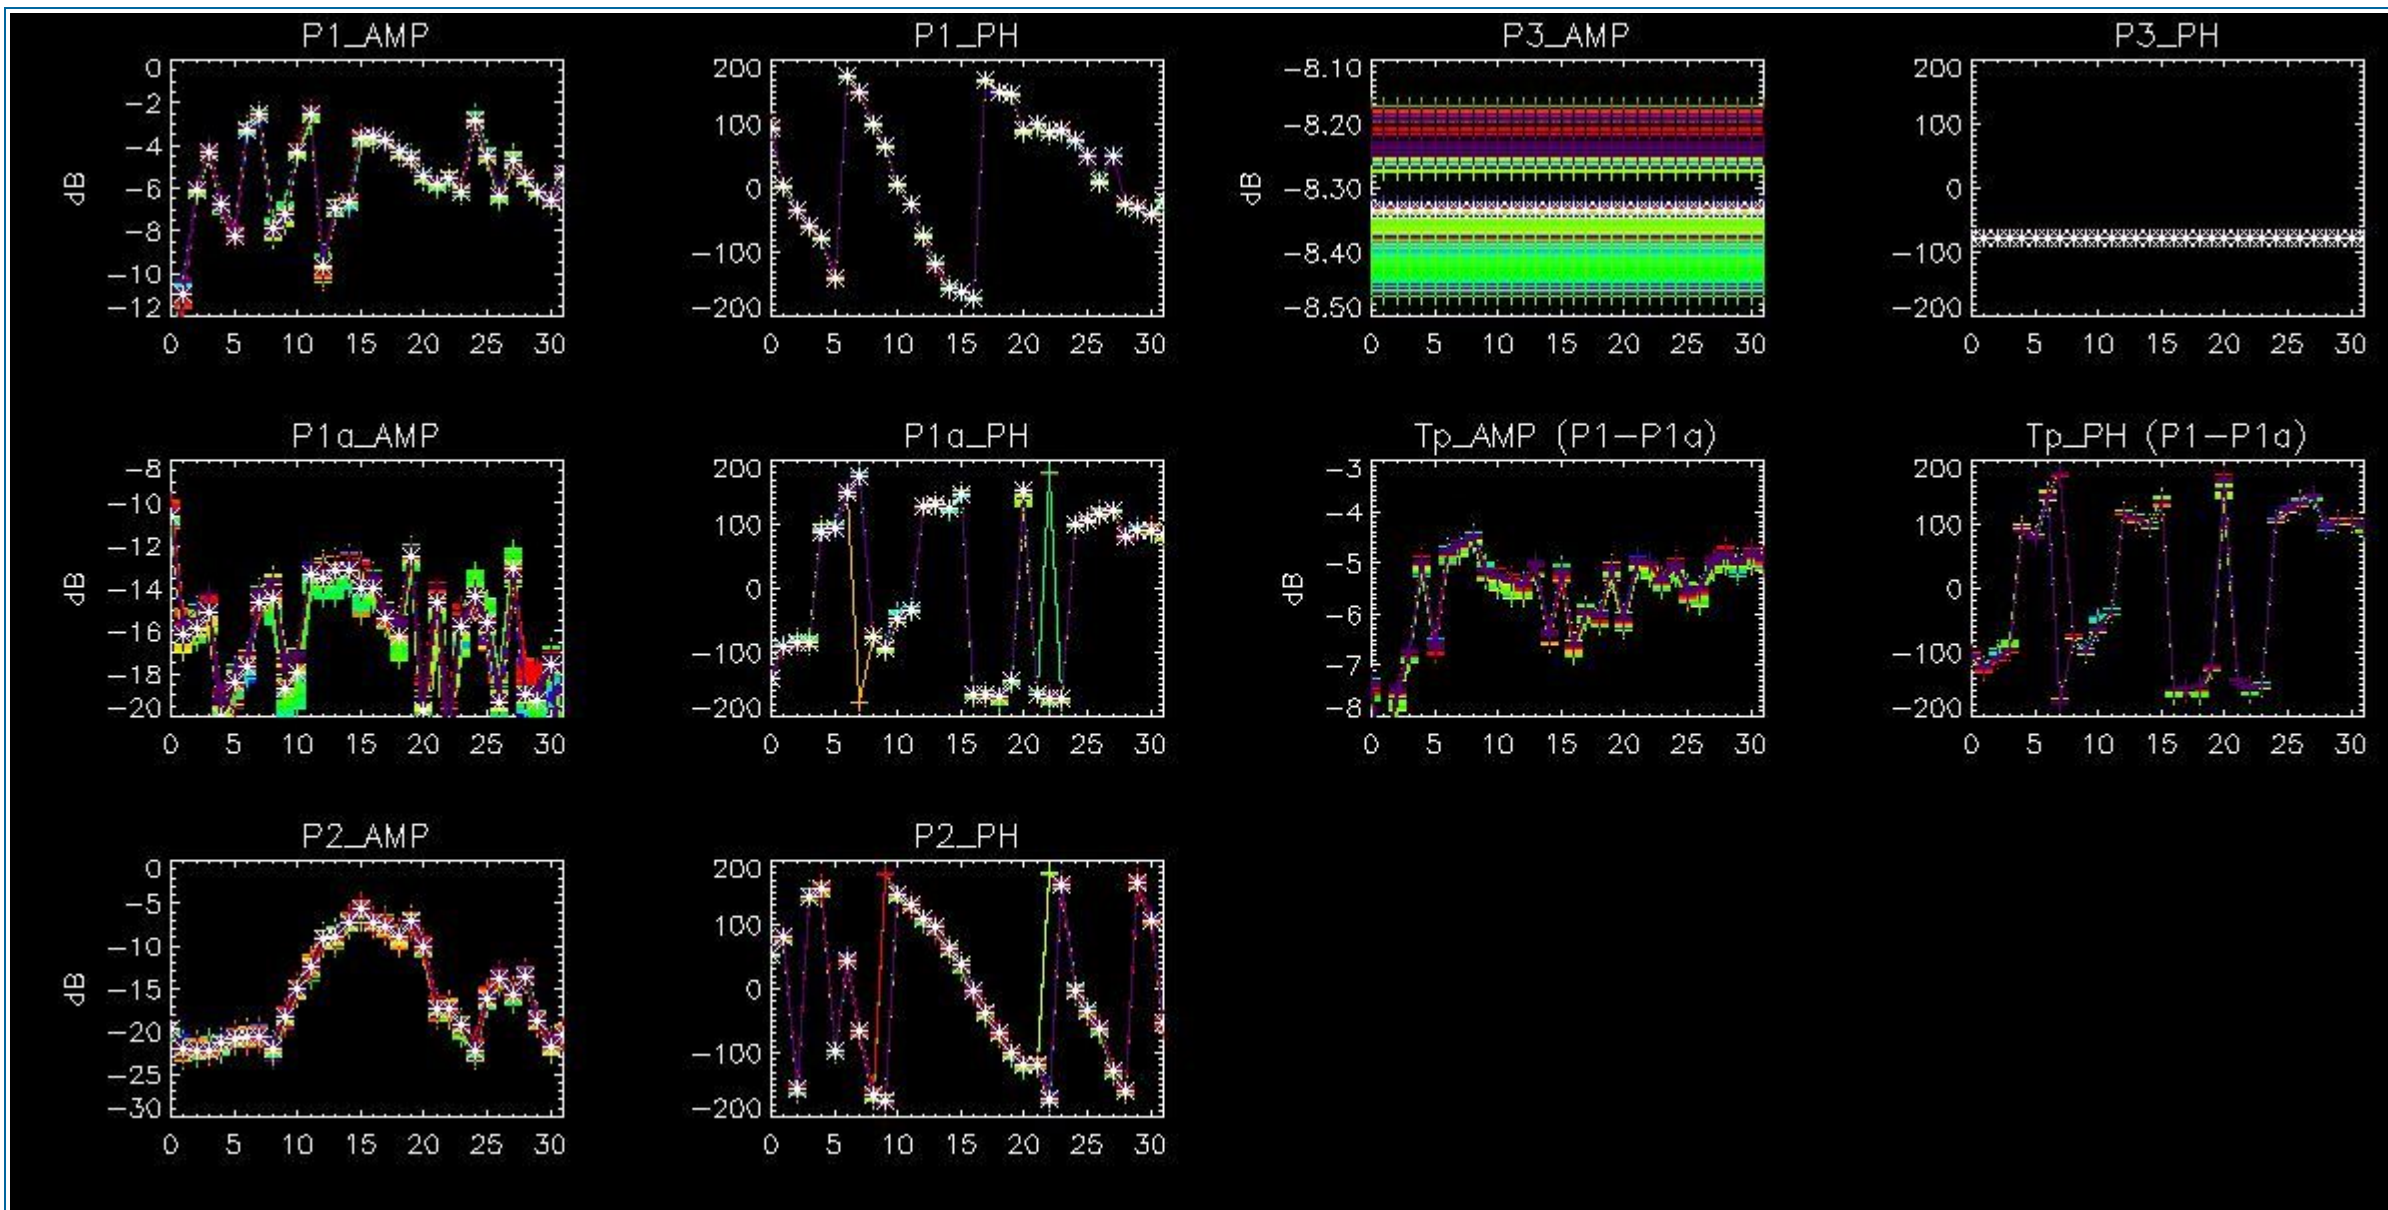 P1_AMP P1_PH P3_AMP P3_PH
0 200 -8.10 200
-2 100 -8.20 100
-4 0 -8.30 0
-6 -100 -8.40 -100
-8 -200 -8.50 -200
-10
-12
dB dB
0 5 10 15 20 25 30 0 5 10 15 20 25 30 0 5 10 15 20 25 30 0 5 10 15 20 25 30
P1a_AMP P1a_PH Tp_AMP (P1-P1a) Tp_PH (P1-P1a)
-8 200 -3 200
-10 100 -4 100
-12 0 -5 0
-14 -100 -6 -100
-16 -200 -7 -200
-18 -8
-20
dB dB
0 5 10 15 20 25 30 0 5 10 15 20 25 30 0 5 10 15 20 25 30 0 5 10 15 20 25 30
P2_AMP P2_PH
0 200
-5 100
-10 0
-15 -100
-20 -200
-25
-30
dB
0 5 10 15 20 25 30 0 5 10 15 20 25 30